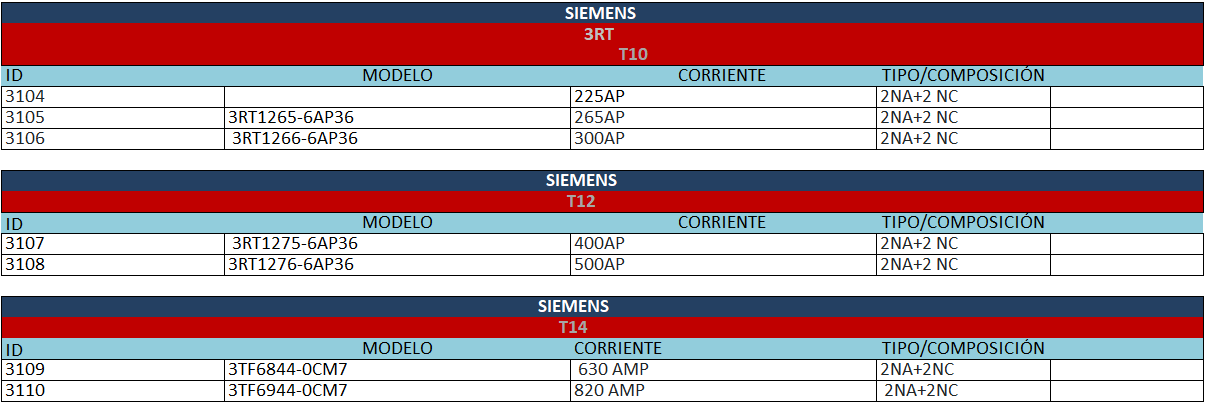 SIEMENS
3RT
T10
ID MODELO CORRIENTE TIPO/COMPOSICIÓN
3104 225AP 2NA+2 NC
3105 3RT1265-6AP36 265AP 2NA+2 NC
3106 3RT1266-6AP36 300AP 2NA+2 NC
SIEMENS
T12
ID MODELO CORRIENTE TIPO/COMPOSICIÓN
3107 3RT1275-6AP36 400AP 2NA+2 NC
3108 3RT1276-6AP36 500AP 2NA+2 NC
SIEMENS
T14
ID MODELO CORRIENTE TIPO/COMPOSICIÓN
3109 3TF6844-0CM7 630 AMP 2NA+2NC
3110 3TF6944-0CM7 820 AMP 2NA+2NC